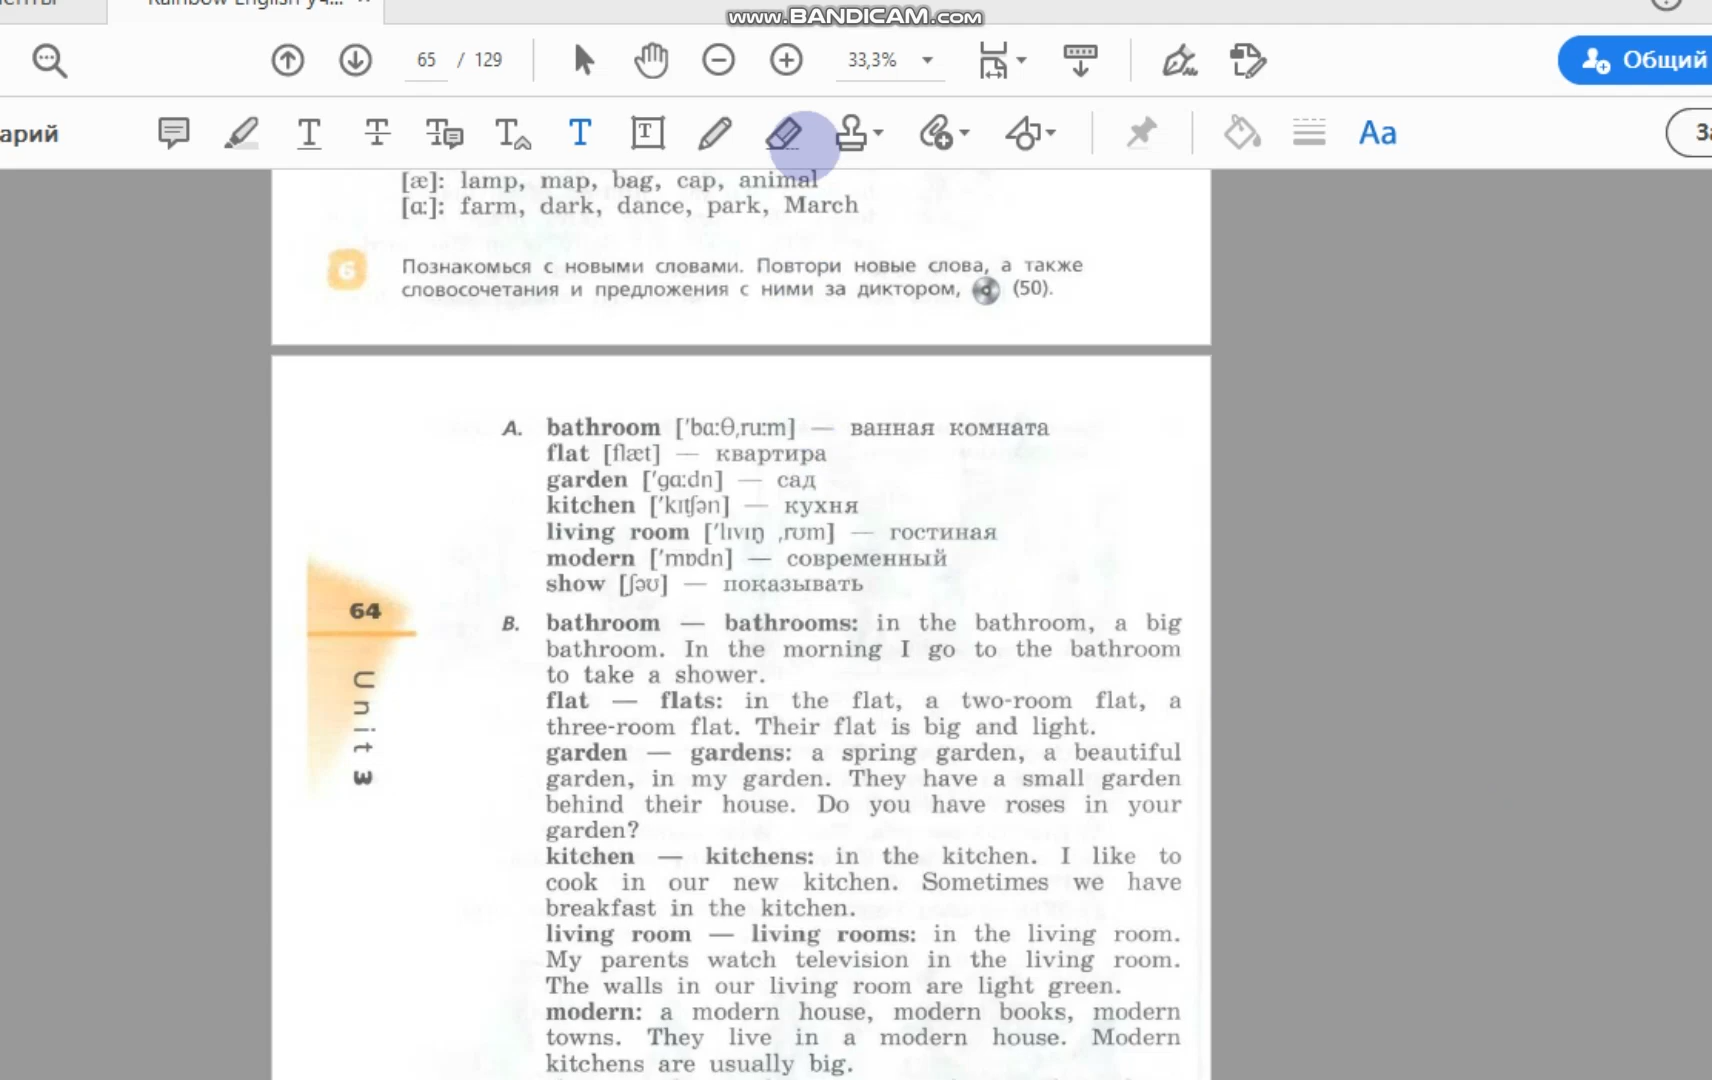 Rainbow English уч...
www.BANDICAM.com
65 / 129
33,3%
Общий
арий
Aa
[æ]: lamp, map, bag, cap, animal
[ɑː]: farm, dark, dance, park, March
6
Познакомься с новыми словами. Повтори новые слова, а также
словосочетания и предложения с ними за диктором, (50).
A. bathroom [ˈbɑːθˌruːm] — ванная комната
flat [flæt] — квартира
garden [ˈgɑːdn] — сад
kitchen [ˈkɪtʃən] — кухня
living room [ˈlɪvɪŋ ˌrʊm] — гостиная
modern [ˈmɒdn] — современный
show [ʃəʊ] — показывать
64
Unit 3
B. bathroom — bathrooms: in the bathroom, a big
bathroom. In the morning I go to the bathroom
to take a shower.
flat — flats: in the flat, a two-room flat, a
three-room flat. Their flat is big and light.
garden — gardens: a spring garden, a beautiful
garden, in my garden. They have a small garden
behind their house. Do you have roses in your
garden?
kitchen — kitchens: in the kitchen. I like to
cook in our new kitchen. Sometimes we have
breakfast in the kitchen.
living room — living rooms: in the living room.
My parents watch television in the living room.
The walls in our living room are light green.
modern: a modern house, modern books, modern
towns. They live in a modern house. Modern
kitchens are usually big.